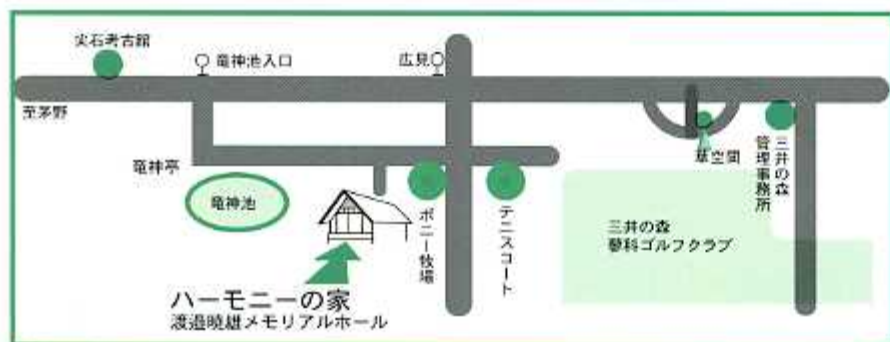 尖石考古館
竜神池入口
広見
至茅野
竜神亭
竜神池
ポニー牧場
テニスコート
草空間
三井の森
管理事務所
三井の森
蓼科ゴルフクラブ
ハーモニーの家
渡邉暁雄メモリアルホール